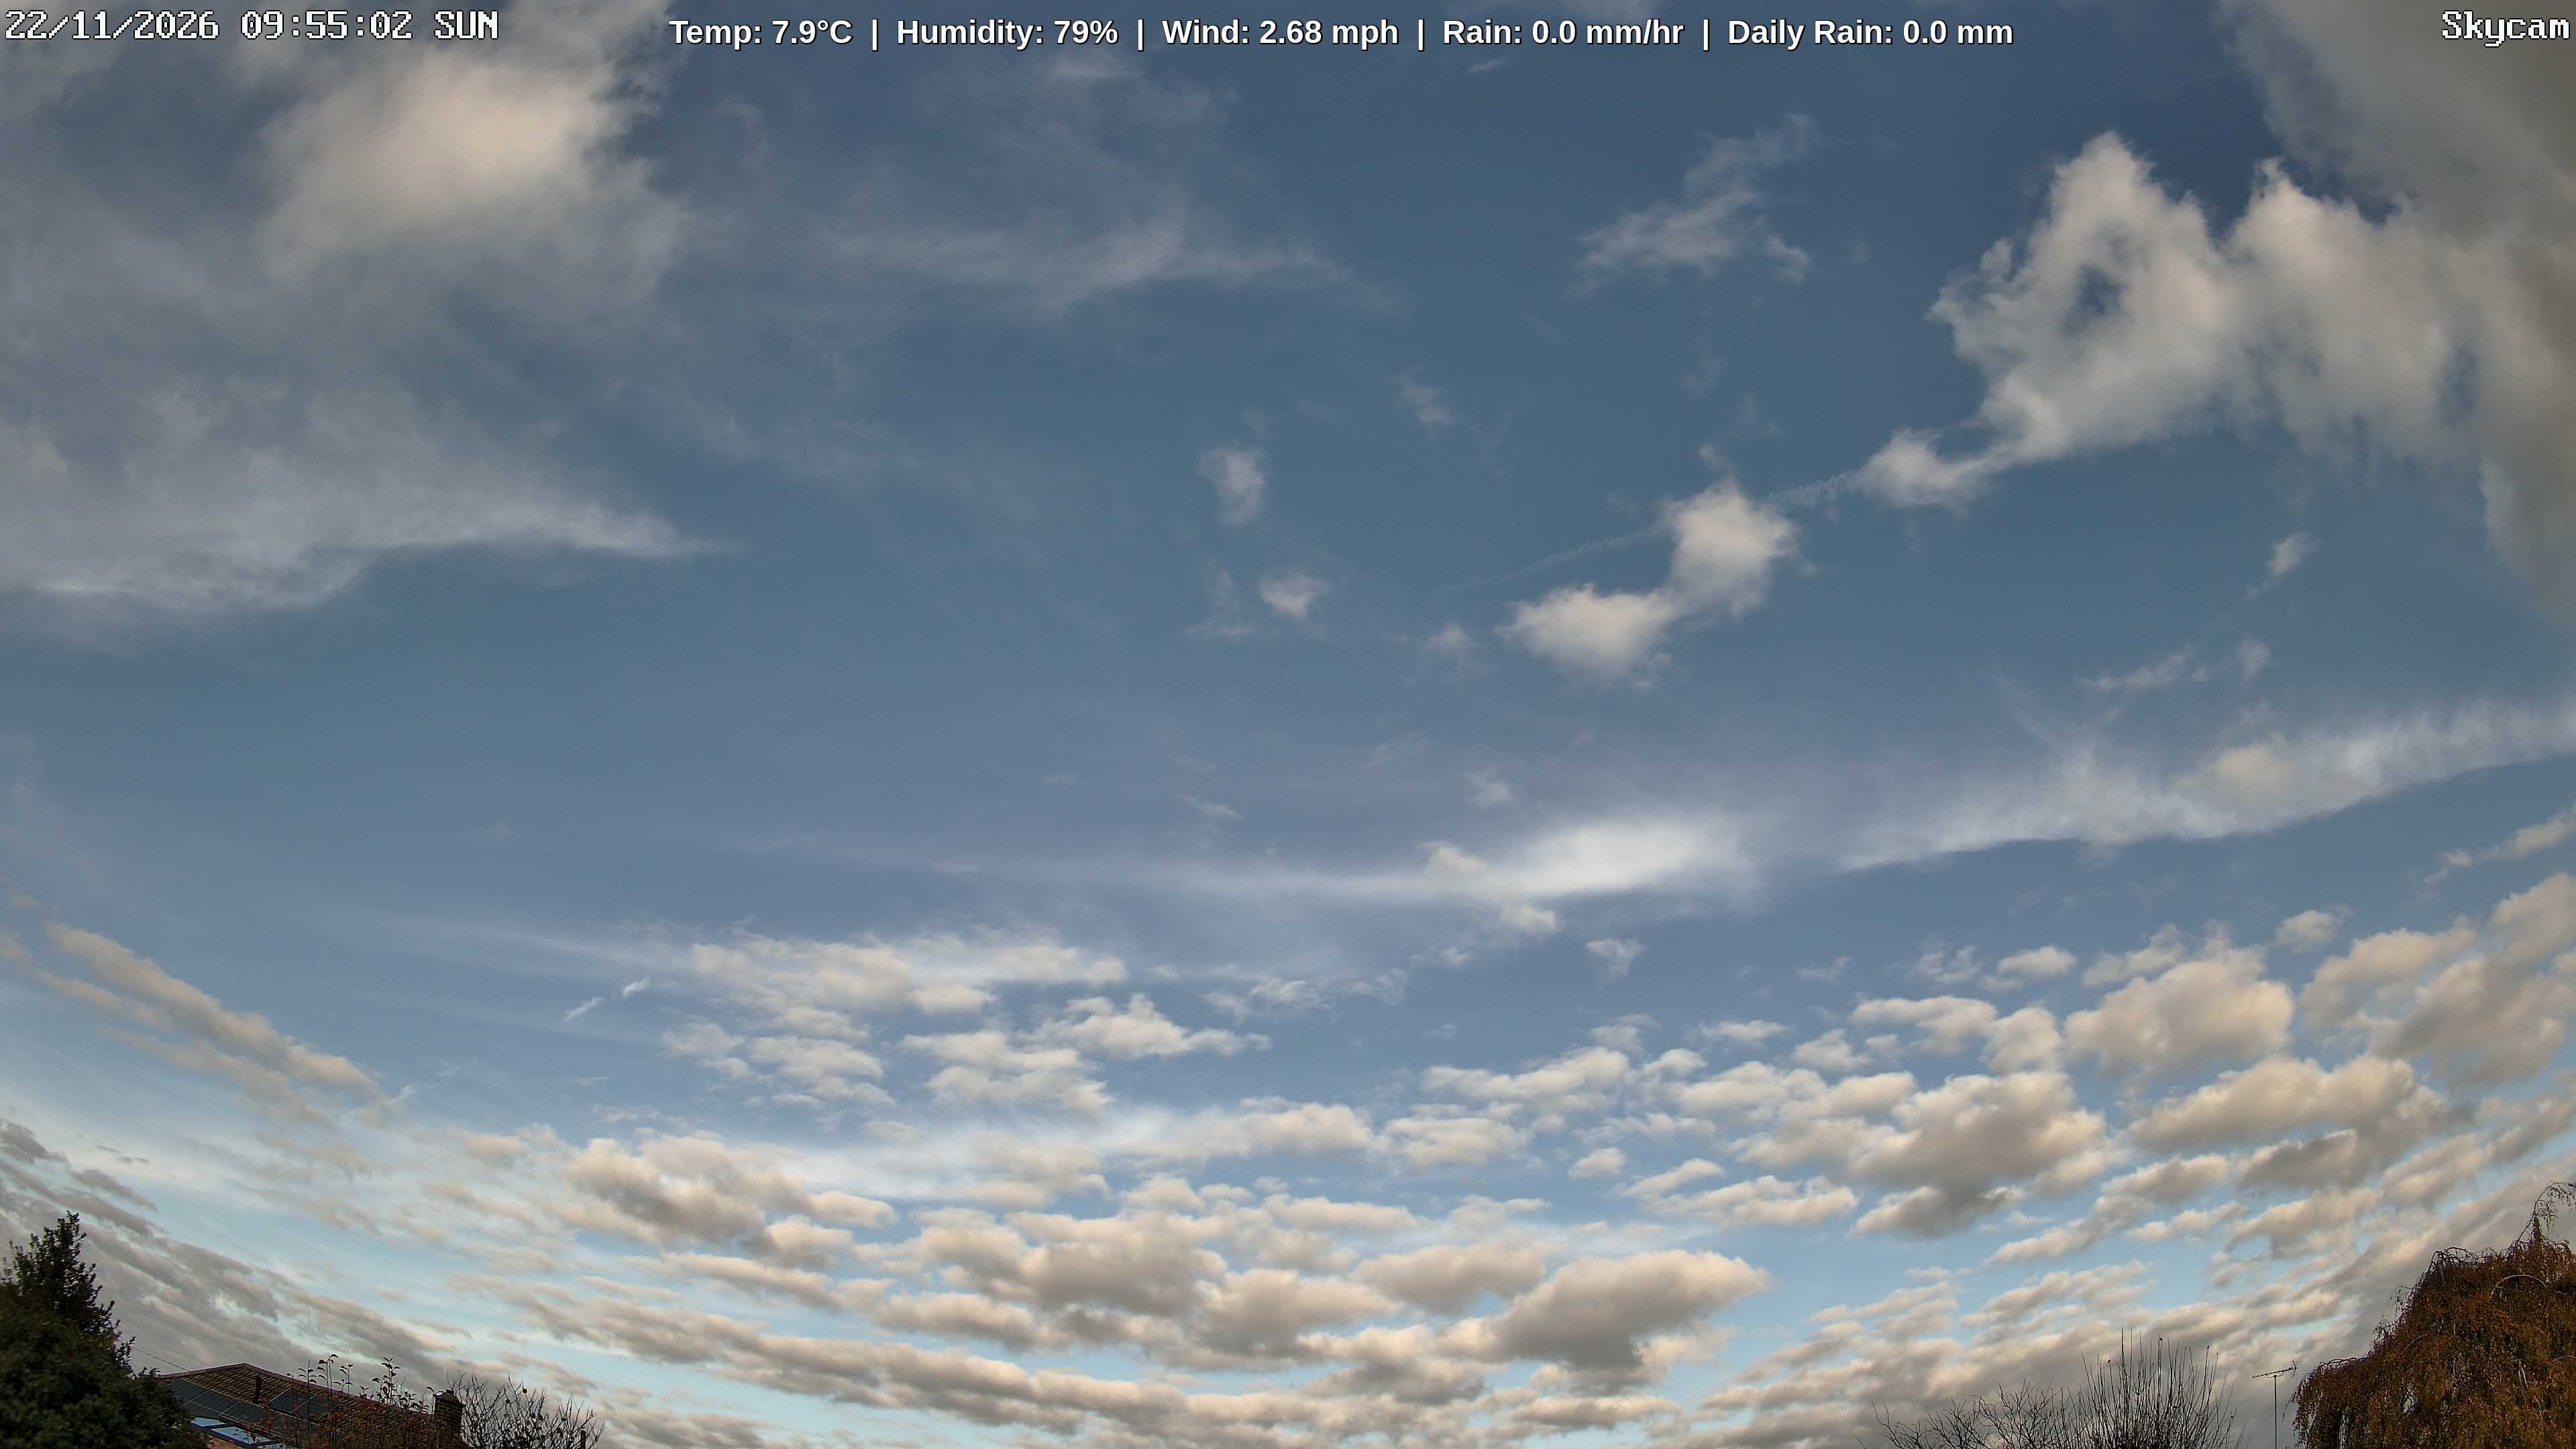 22/11/2026 09:55:02 SUN
Temp: 7.9°C | Humidity: 79% | Wind: 2.68 mph | Rain: 0.0 mm/hr | Daily Rain: 0.0 mm
Skycam